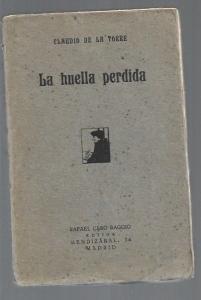 CLAUDIO DE LA TORRE
La huella perdida
RAFAEL CARO RAGGIO
EDITOR
MENDIZÁBAL, 34
MADRID